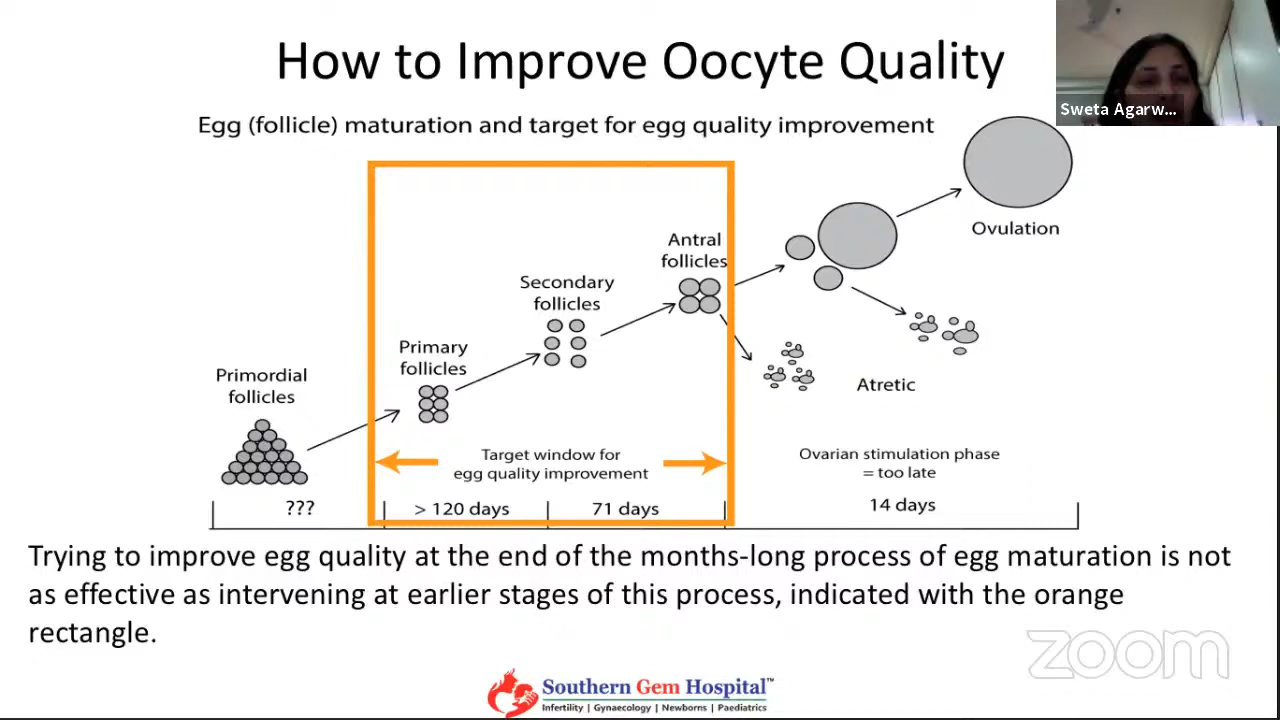 How to Improve Oocyte Quality
Sweta Agarw...
Egg (follicle) maturation and target for egg quality improvement
Ovulation
Antral
follicles
Secondary
follicles
Primary
follicles
Primordial
follicles
Atretic
Target window for
egg quality improvement
Ovarian stimulation phase
= too late
???
> 120 days
71 days
14 days
Trying to improve egg quality at the end of the months-long process of egg maturation is not
as effective as intervening at earlier stages of this process, indicated with the orange
rectangle.
zoom
Southern Gem Hospital™
Infertility | Gynaecology | Newborns | Paediatrics